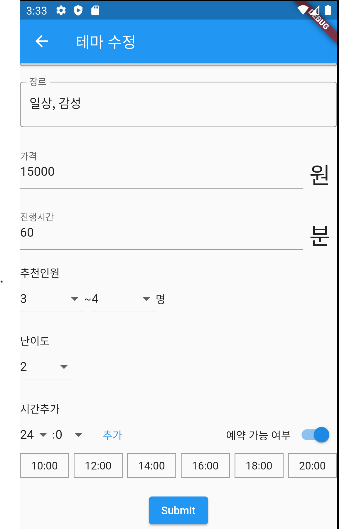 3:33
DEBUG
테마 수정
장르
일상, 감성
가격
15000 원
진행시간
60 분
추천인원
3 ~4 명
난이도
2
시간추가
24 :0 추가 예약 가능 여부
10:00 12:00 14:00 16:00 18:00 20:00
Submit